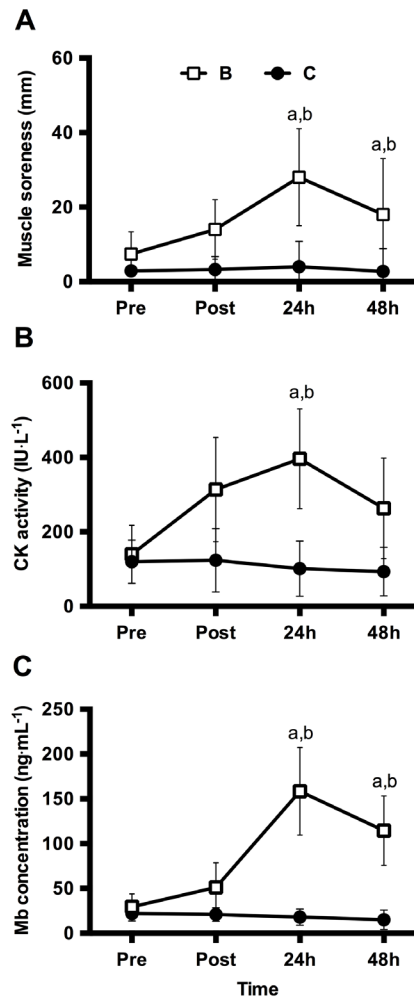 A
Muscle soreness (mm)
60
40
20
0
B
C
a,b
a,b
Pre
Post
24h
48h
B
CK activity (IU·L⁻¹)
600
400
200
0
a,b
Pre
Post
24h
48h
C
Mb concentration (ng·mL⁻¹)
250
200
150
100
50
0
a,b
a,b
Pre
Post
24h
48h
Time